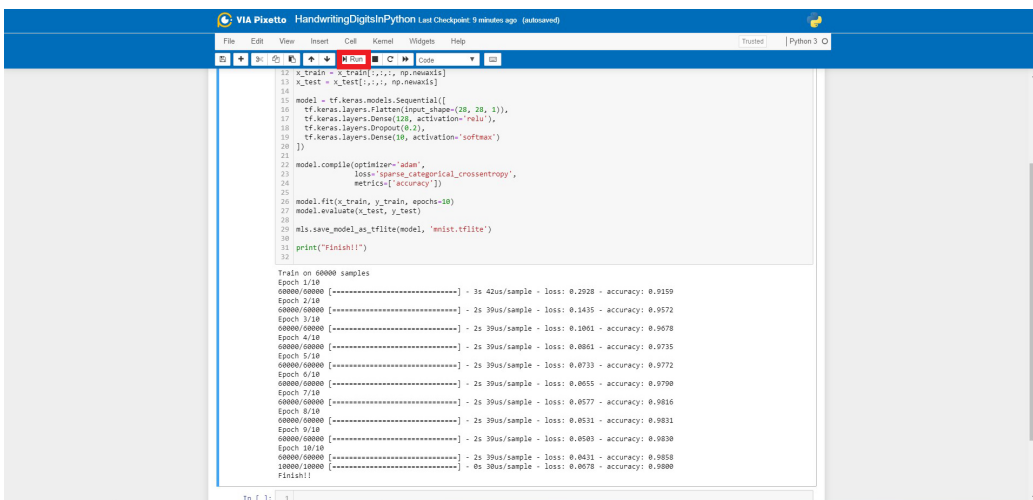 VIA Pixetto HandwritingDigitsInPython Last Checkpoint: 9 minutes ago (autosaved)
File Edit View Insert Cell Kernel Widgets Help Trusted Python 3
Run Code
12 x_train = x_train[:,:,:, np.newaxis]
13 x_test = x_test[:,:,:, np.newaxis]
14
15 model = tf.keras.models.Sequential([
16 tf.keras.layers.Flatten(input_shape=(28, 28, 1)),
17 tf.keras.layers.Dense(128, activation='relu'),
18 tf.keras.layers.Dropout(0.2),
19 tf.keras.layers.Dense(10, activation='softmax')
20 ])
21
22 model.compile(optimizer='adam',
23 loss='sparse_categorical_crossentropy',
24 metrics=['accuracy'])
25
26 model.fit(x_train, y_train, epochs=10)
27 model.evaluate(x_test, y_test)
28
29 mls.save_model_as_tflite(model, 'mnist.tflite')
30
31 print("Finish!!")
32
Train on 60000 samples
Epoch 1/10
60000/60000 [==============================] - 3s 42us/sample - loss: 0.2928 - accuracy: 0.9159
Epoch 2/10
60000/60000 [==============================] - 2s 39us/sample - loss: 0.1435 - accuracy: 0.9572
Epoch 3/10
60000/60000 [==============================] - 2s 39us/sample - loss: 0.1061 - accuracy: 0.9678
Epoch 4/10
60000/60000 [==============================] - 2s 39us/sample - loss: 0.0861 - accuracy: 0.9735
Epoch 5/10
60000/60000 [==============================] - 2s 39us/sample - loss: 0.0733 - accuracy: 0.9772
Epoch 6/10
60000/60000 [==============================] - 2s 39us/sample - loss: 0.0655 - accuracy: 0.9790
Epoch 7/10
60000/60000 [==============================] - 2s 39us/sample - loss: 0.0577 - accuracy: 0.9816
Epoch 8/10
60000/60000 [==============================] - 2s 39us/sample - loss: 0.0531 - accuracy: 0.9831
Epoch 9/10
60000/60000 [==============================] - 2s 39us/sample - loss: 0.0503 - accuracy: 0.9830
Epoch 10/10
60000/60000 [==============================] - 2s 39us/sample - loss: 0.0431 - accuracy: 0.9858
10000/10000 [==============================] - 0s 30us/sample - loss: 0.0678 - accuracy: 0.9800
Finish!!
In [ ]: 1